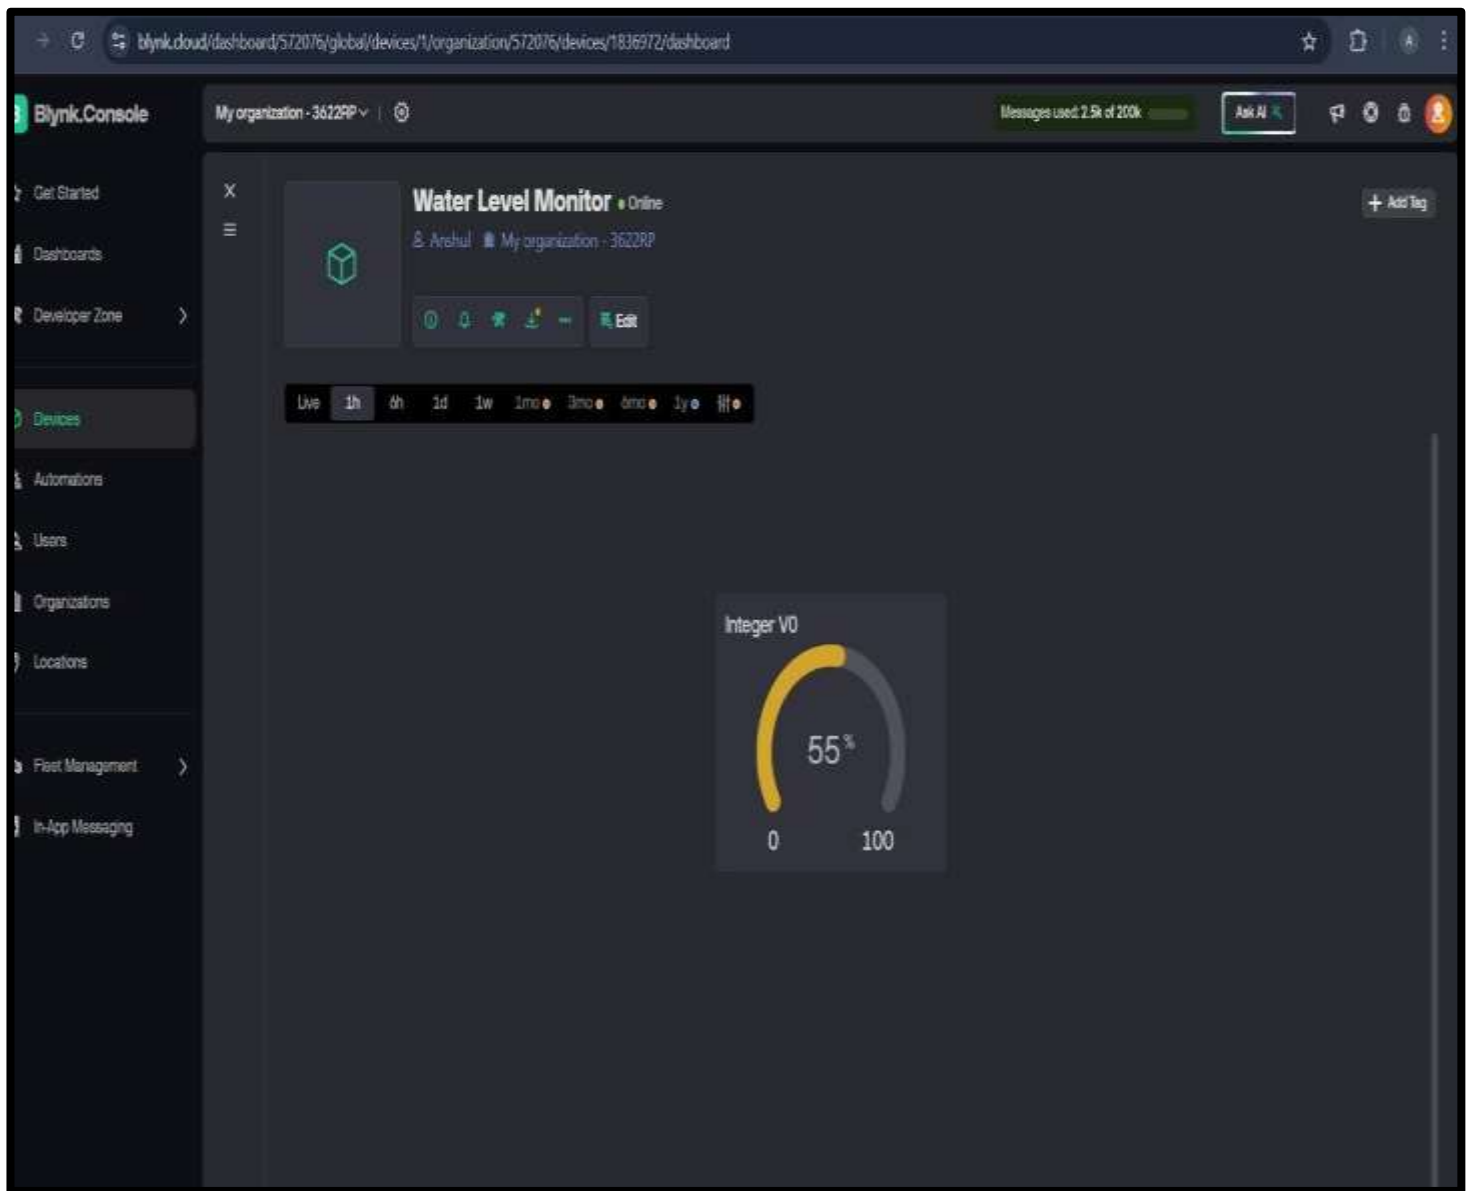 blynk.cloud/dashboard/572076/global/devices/1/organization/572076/devices/1836972/dashboard
Blynk.Console
My organization - 3622RP
Messages used: 2.5k of 200k
Ask AI
Get Started
Dashboards
Developer Zone
Devices
Automations
Users
Organizations
Locations
Fleet Management
In-App Messaging
X
Water Level Monitor Online
Anshul My organization - 3622RP
Edit
Add Tag
Live 1h 6h 1d 1w 1mo 3mo 6mo 1y
Integer V0
55%
0 100